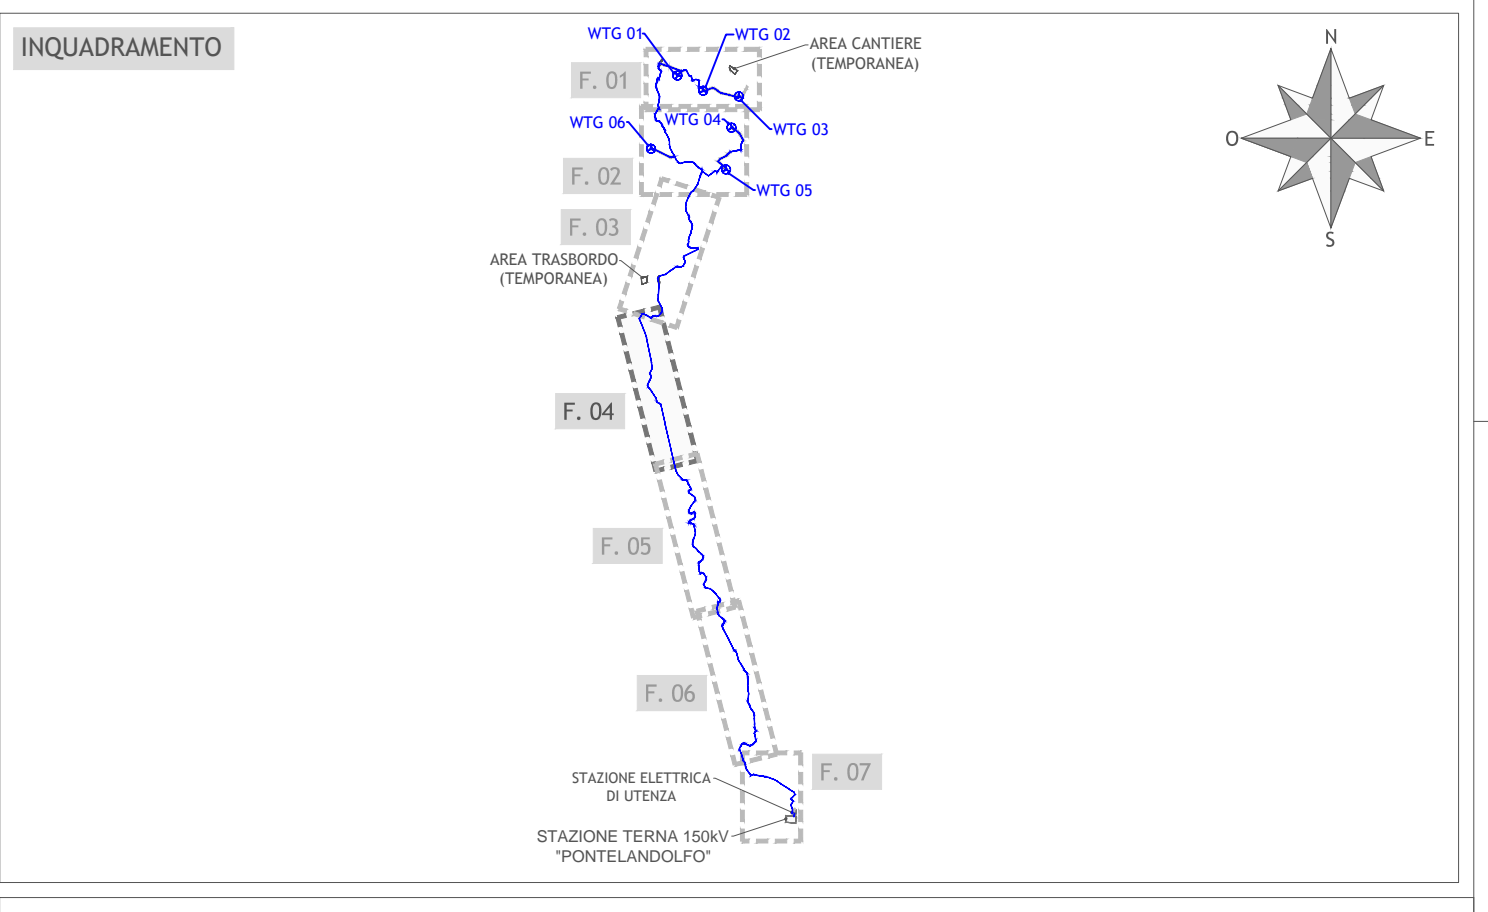 INQUADRAMENTO
WTG 01
WTG 02
AREA CANTIERE
(TEMPORANEA)
F. 01
WTG 03
WTG 04
WTG 06
F. 02
WTG 05
F. 03
AREA TRASBORDO
(TEMPORANEA)
F. 04
F. 05
F. 06
F. 07
STAZIONE ELETTRICA
DI UTENZA
STAZIONE TERNA 150kV
"PONTELANDOLFO"
N
O
E
S